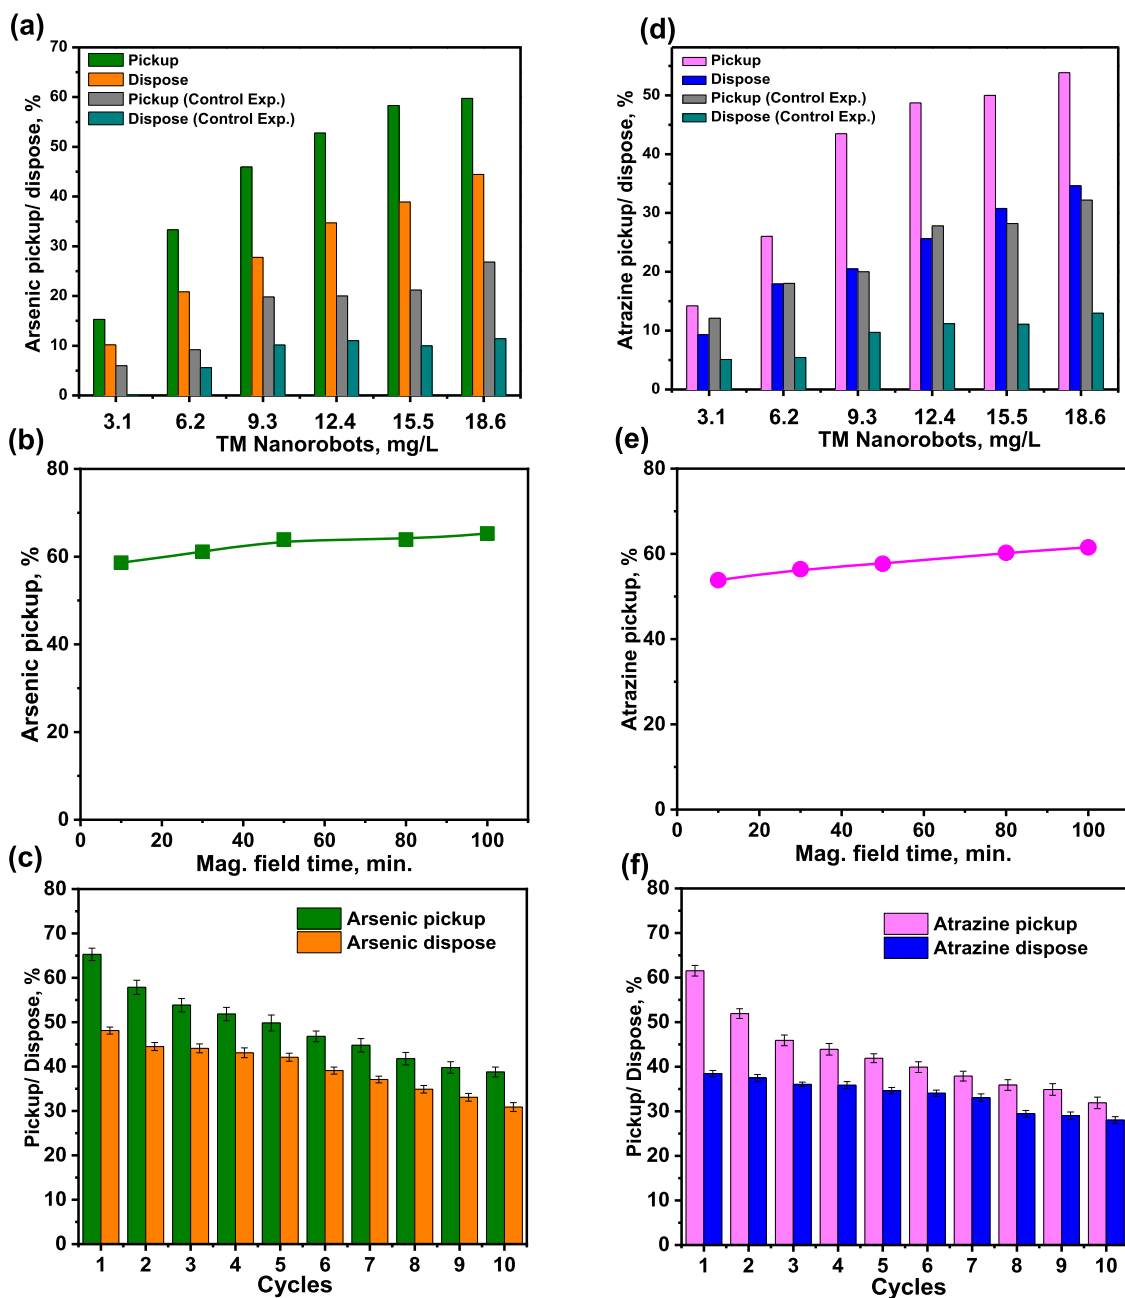 (a)
Arsenic pickup/ dispose, %
70
60
50
40
30
20
10
0
Pickup
Dispose
Pickup (Control Exp.)
Dispose (Control Exp.)
3.1 6.2 9.3 12.4 15.5 18.6
TM Nanorobots, mg/L
(d)
Atrazine pickup/ dispose, %
50
40
30
20
10
0
Pickup
Dispose
Pickup (Control Exp.)
Dispose (Control Exp.)
3.1 6.2 9.3 12.4 15.5 18.6
TM Nanorobots, mg/L
(b)
Arsenic pickup, %
80
60
40
20
0
0 20 40 60 80 100
Mag. field time, min.
(e)
Atrazine pickup, %
80
60
40
20
0
0 20 40 60 80 100
Mag. field time, min.
(c)
Pickup/ Dispose, %
80
70
60
50
40
30
20
10
0
Arsenic pickup
Arsenic dispose
1 2 3 4 5 6 7 8 9 10
Cycles
(f)
Pickup/ Dispose, %
80
70
60
50
40
30
20
10
0
Atrazine pickup
Atrazine dispose
1 2 3 4 5 6 7 8 9 10
Cycles